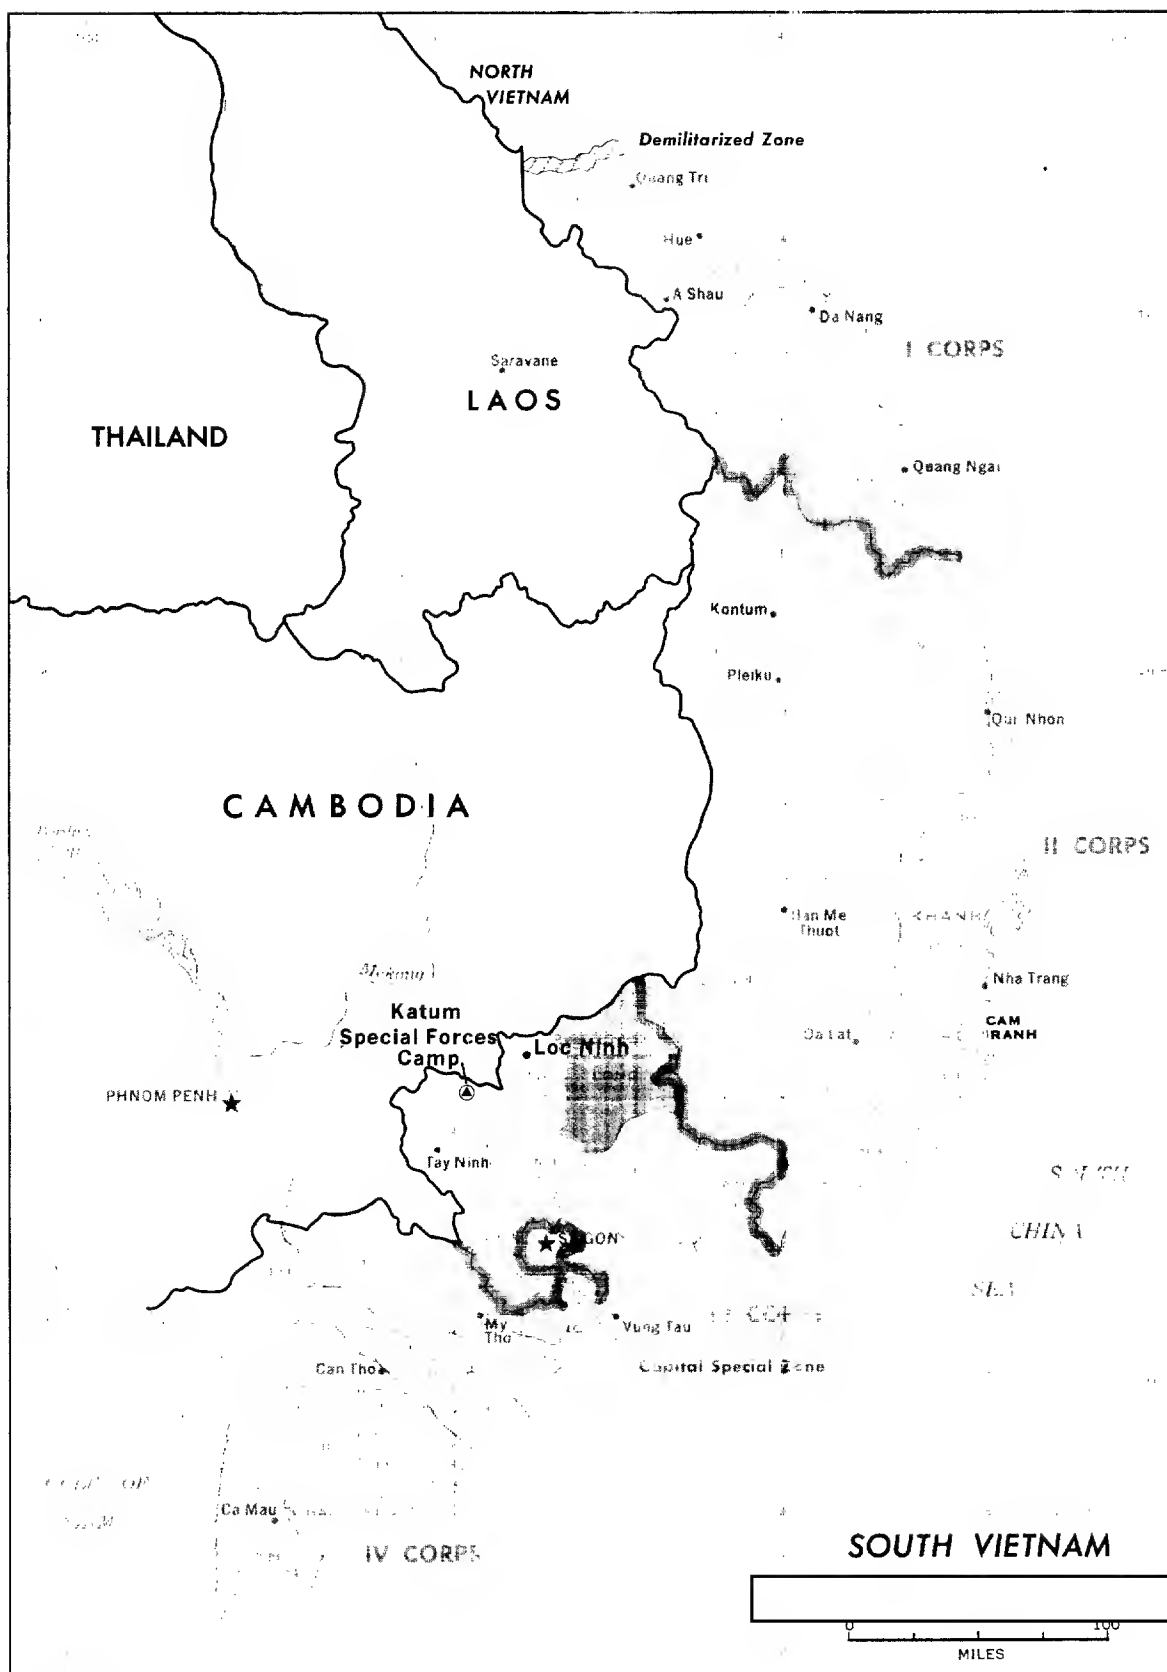 NORTH
VIETNAM
Demilitarized Zone
Quang Tri
Hue
A Shau
Da Nang
I CORPS
Saravane
LAOS
THAILAND
Quang Ngai
Kontum
Pleiku
Qui Nhon
CAMBODIA
II CORPS
Ban Me
Thuot
Mekong
Nha Trang
Katum
Special Forces
Camp
Loc Ninh
Da Lat
CAM
RANH
PHNOM PENH
Tay Ninh
CHINA
SEA
My
Tho
Vung Tau
Can Tho
Capital Special Zone
Ca Mau
IV CORPS
SOUTH VIETNAM
0 100
MILES